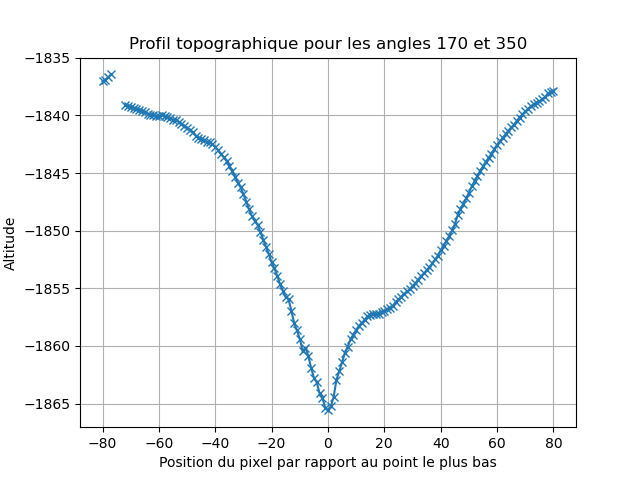 Profil topographique pour les angles 170 et 350
−1835
−1840
−1845
−1850
−1855
−1860
−1865
Altitude
−80 −60 −40 −20 0 20 40 60 80
Position du pixel par rapport au point le plus bas